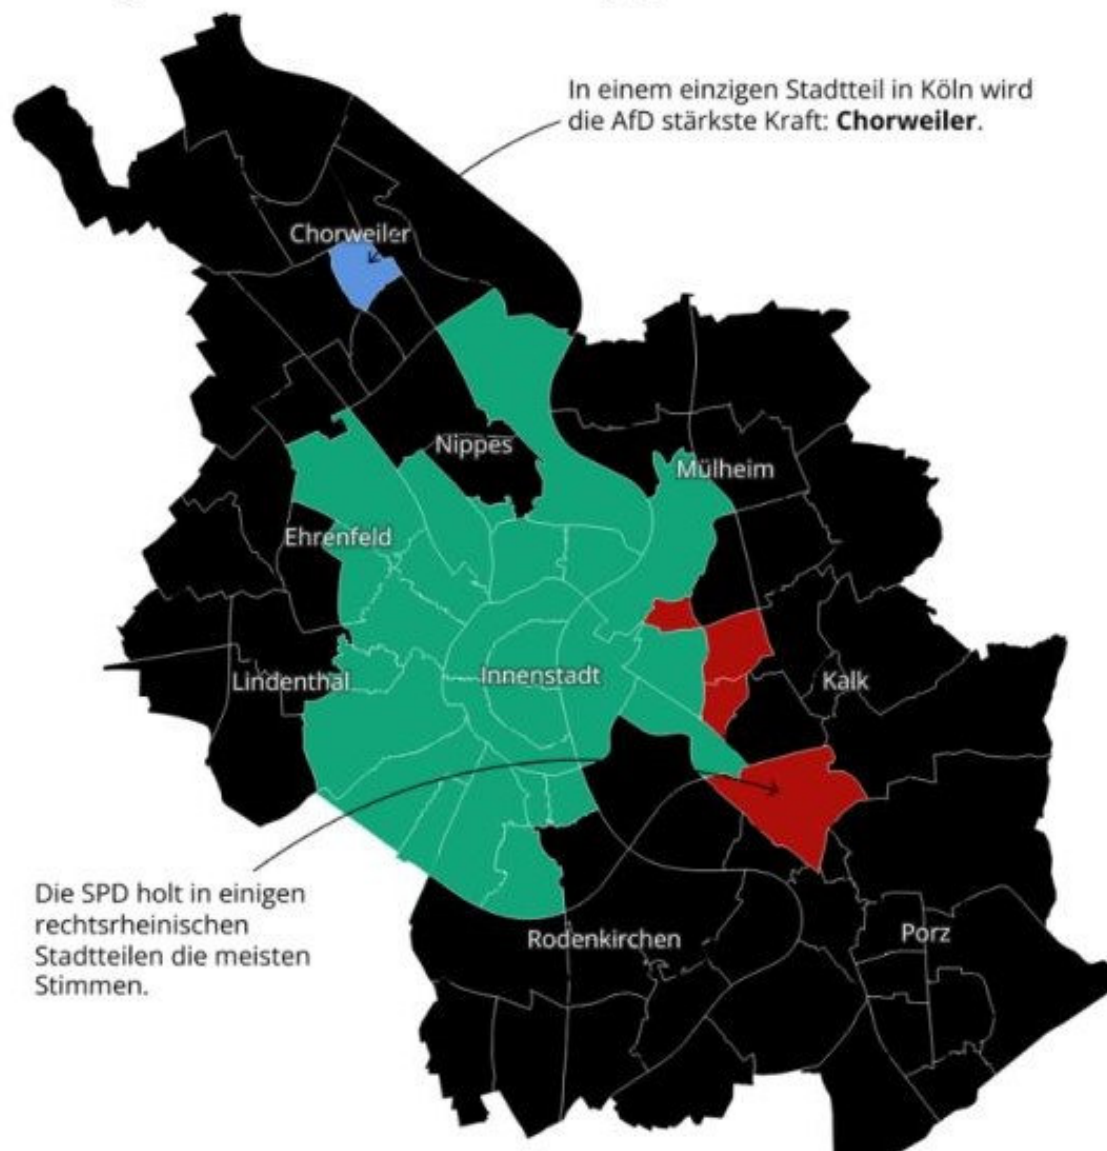 In einem einzigen Stadtteil in Köln wird
die AfD stärkste Kraft: Chorweiler.
Chorweiler
Nippes
Mülheim
Ehrenfeld
Lindenthal
Innenstadt
Kalk
Die SPD holt in einigen
rechtsrheinischen
Stadtteilen die meisten
Stimmen.
Rodenkirchen
Porz